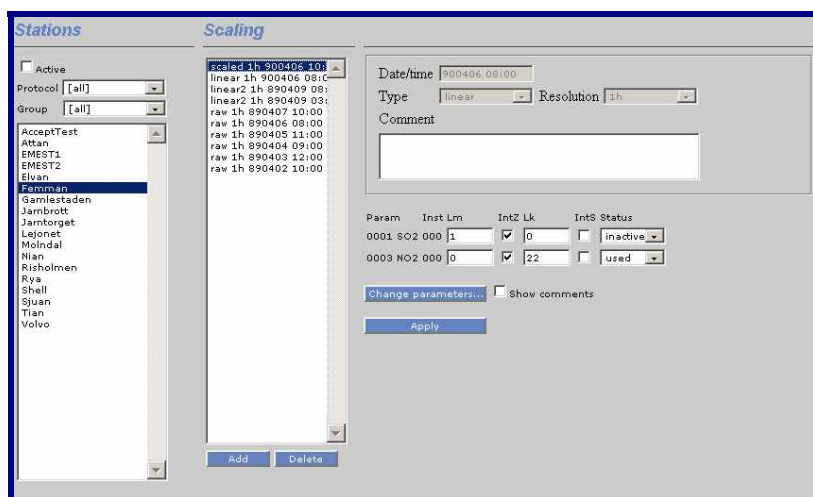 Stations
Active
Protocol [all]
Group [all]
AcceptTest
Attan
EMEST1
EMEST2
Elvan
Femman
Gamlestaden
Jarnbrott
Jarntorget
Lejonet
Molndal
Nian
Risholmen
Rya
Shell
Sjuan
Tian
Volvo
Scaling
scaled 1h 900406 10:
linear 1h 900406 08:0
linear2 1h 890409 08:
linear2 1h 890409 03:
raw 1h 890407 10:00
raw 1h 890406 08:00
raw 1h 890405 11:00
raw 1h 890404 09:00
raw 1h 890403 12:00
raw 1h 890402 10:00
Add Delete
Date/time 900406 08:00
Type linear Resolution 1h
Comment
Param Inst Lm IntZ Lk IntS Status
0001 SO2 000 1 0 inactive
0003 NO2 000 0 22 used
Change parameters... Show comments
Apply